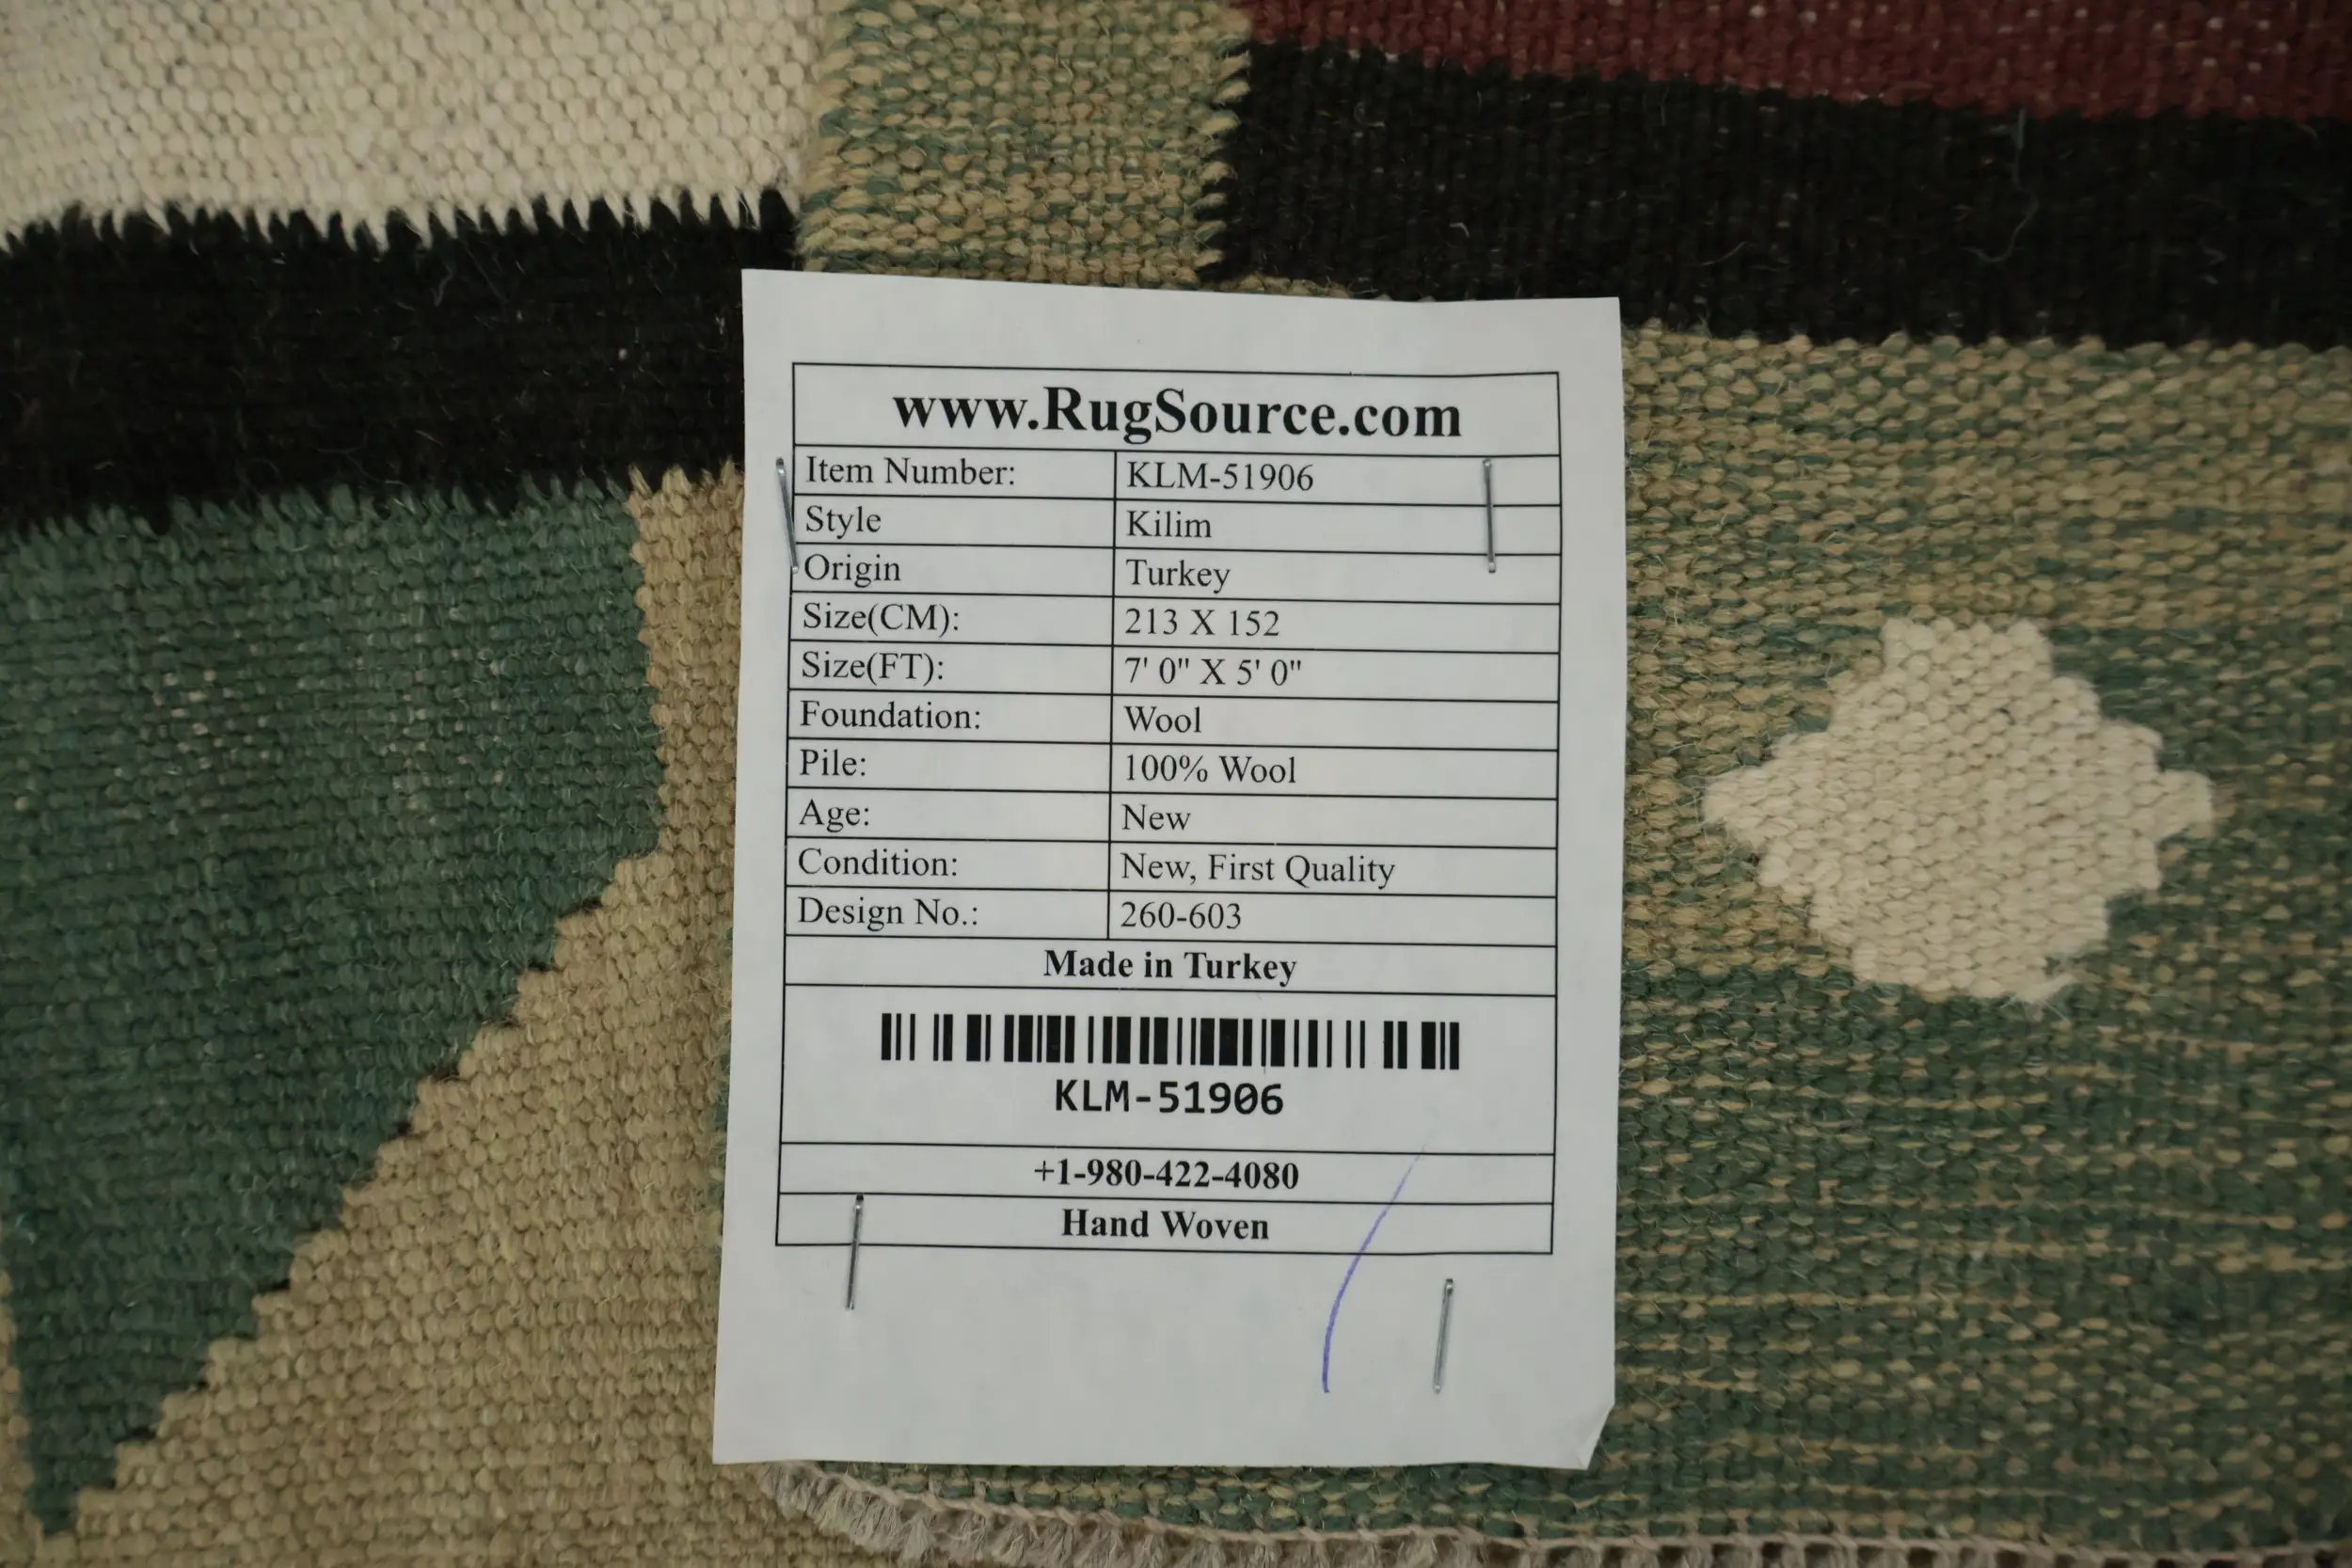 www.RugSource.com
Item Number: KLM-51906
Style Kilim
Origin Turkey
Size(CM): 213 X 152
Size(FT): 7' 0" X 5' 0"
Foundation: Wool
Pile: 100% Wool
Age: New
Condition: New, First Quality
Design No.: 260-603
Made in Turkey
KLM-51906
+1-980-422-4080
Hand Woven